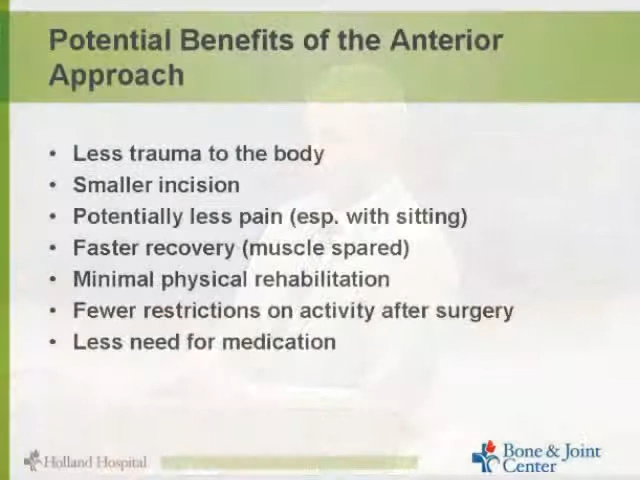 Potential Benefits of the Anterior
Approach
• Less trauma to the body
• Smaller incision
• Potentially less pain (esp. with sitting)
• Faster recovery (muscle spared)
• Minimal physical rehabilitation
• Fewer restrictions on activity after surgery
• Less need for medication
Holland Hospital
Bone & Joint
Center